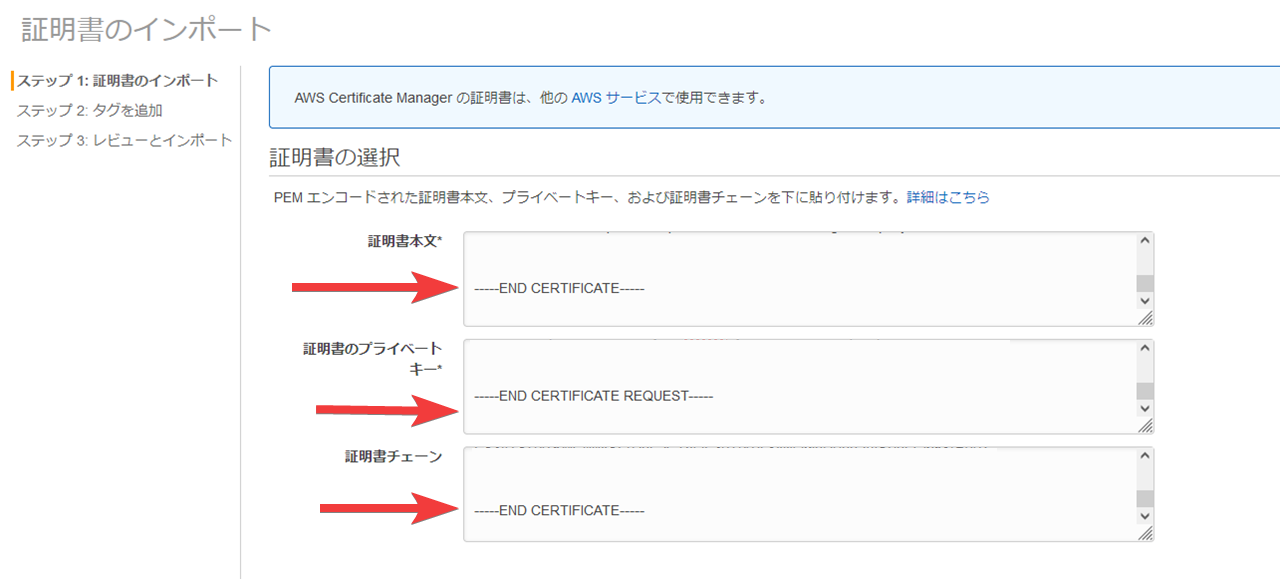 証明書のインポート
ステップ 1: 証明書のインポート
ステップ 2: タグを追加
ステップ 3: レビューとインポート
AWS Certificate Manager の証明書は、他の AWS サービスで使用できます。
証明書の選択
PEM エンコードされた証明書本文、プライベートキー、および証明書チェーンを下に貼り付けます。詳細はこちら
証明書本文*
-----END CERTIFICATE-----
証明書のプライベート
キー*
-----END CERTIFICATE REQUEST-----
証明書チェーン
-----END CERTIFICATE-----